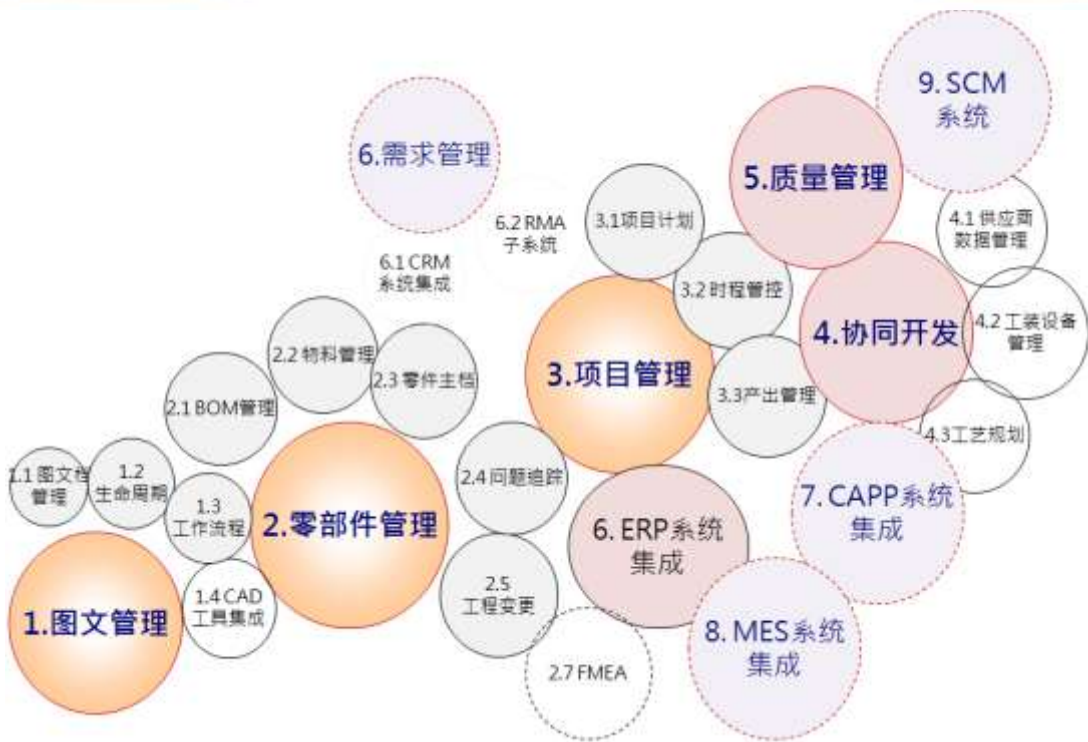 9. SCM
系统
6.需求管理
5.质量管理
6.2 RMA
子系统
3.1项目计划
4.1 供应商
数据管理
6.1 CRM
系统集成
3.2 时程管控
4.2 工装设备
管理
4.协同开发
2.2 物料管理
2.3 零件主档
3.项目管理
3.3产出管理
2.1 BOM管理
4.3工艺规划
1.1 图文档
管理
1.2
生命周期
2.4 问题追踪
1.3
工作流程
2.零部件管理
7. CAPP系统
集成
6. ERP系统
集成
1.4 CAD
工具集成
2.5
工程变更
1.图文管理
8. MES系统
集成
2.7 FMEA